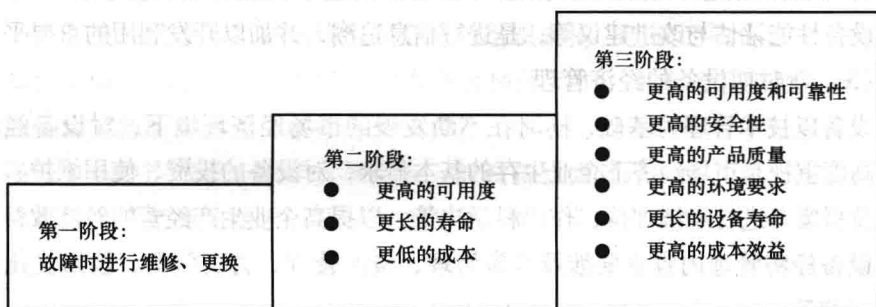 第三阶段:
● 更高的可用度和可靠性
● 更高的安全性
● 更高的产品质量
● 更高的环境要求
● 更长的设备寿命
● 更高的成本效益
第二阶段:
● 更高的可用度
● 更长的寿命
● 更低的成本
第一阶段:
故障时进行维修、更换